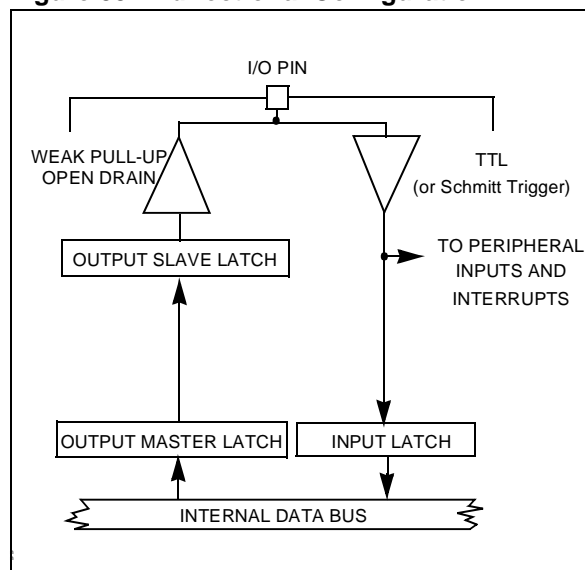 I/O PIN
WEAK PULL-UP
OPEN DRAIN
TTL
(or Schmitt Trigger)
OUTPUT SLAVE LATCH
TO PERIPHERAL
INPUTS AND
INTERRUPTS
OUTPUT MASTER LATCH
INPUT LATCH
INTERNAL DATA BUS